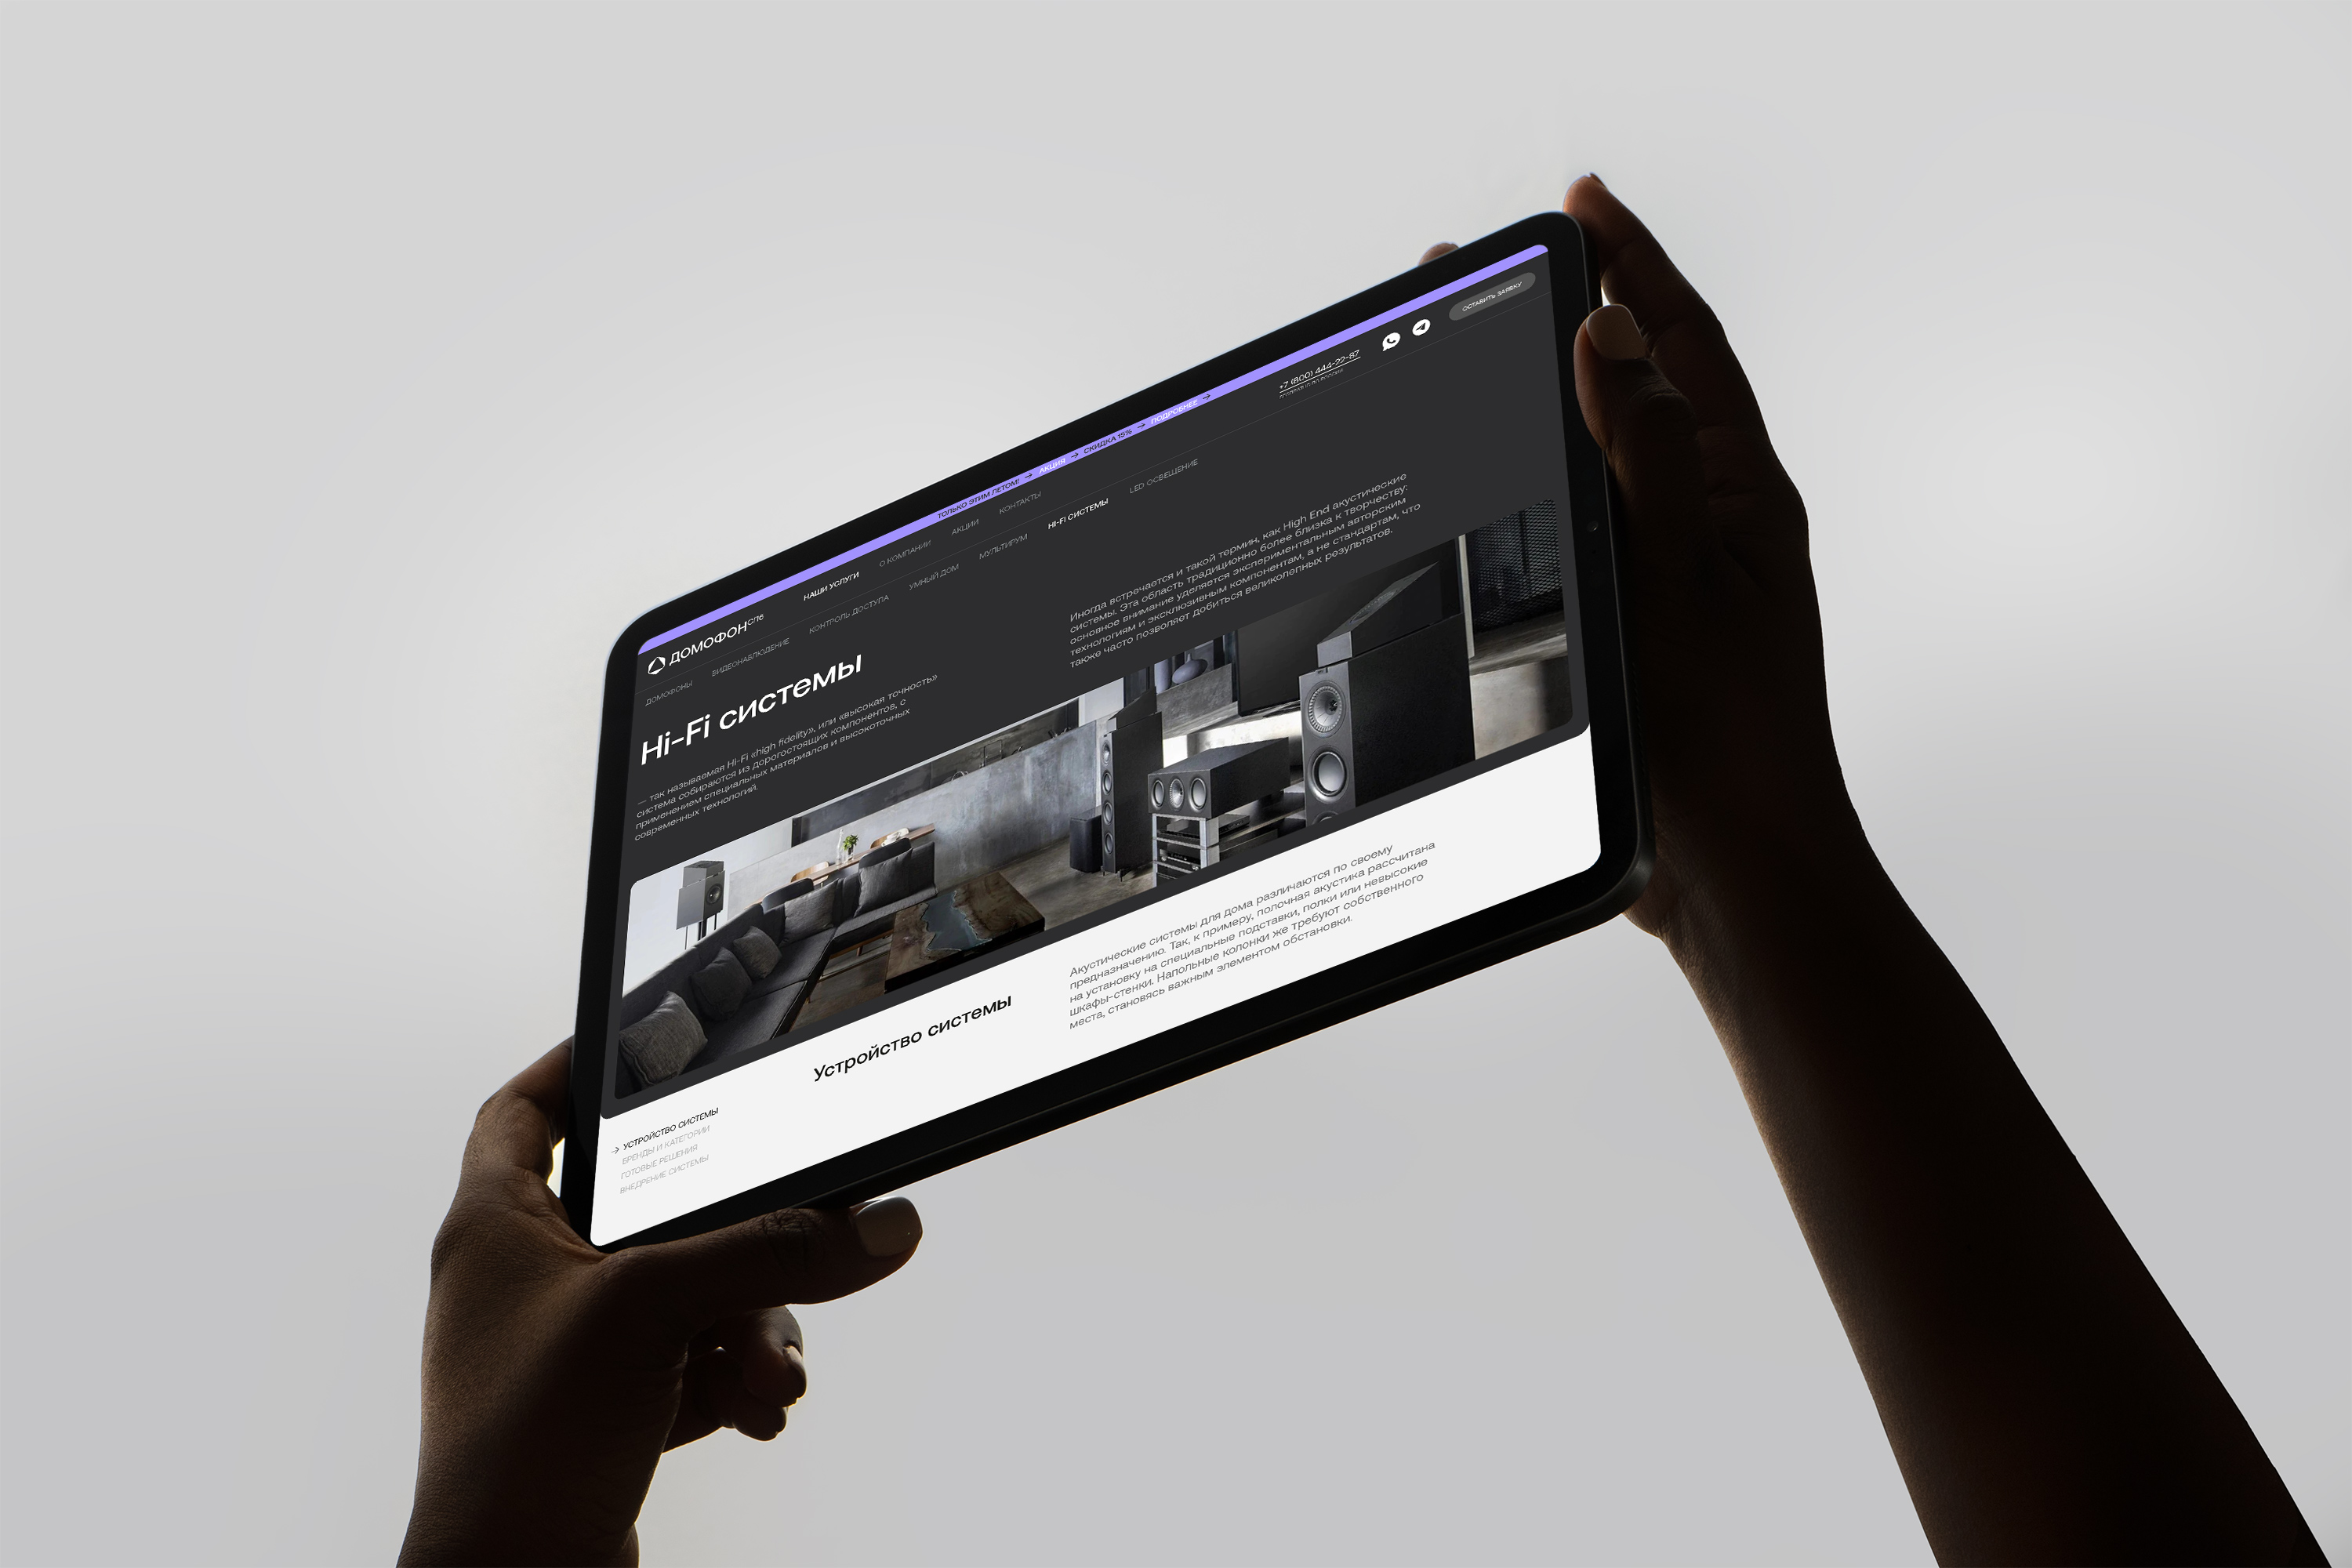 ТОЛЬКО ЭТИМ ЛЕТОМ! → АКЦИЯ → СКИДКА 15% → ПОДРОБНЕЕ →
ДОМОФОНСПб
НАШИ УСЛУГИ
О КОМПАНИИ
АКЦИИ
КОНТАКТЫ
+7 (800) 444-22-87
ОСТАВИТЬ ЗАЯВКУ
ДОМОФОНЫ
ВИДЕОНАБЛЮДЕНИЕ
КОНТРОЛЬ ДОСТУПА
УМНЫЙ ДОМ
МУЛЬТИРУМ
HI-FI СИСТЕМЫ
LED ОСВЕЩЕНИЕ
Hi-Fi системы
— так называемая Hi-Fi «high fidelity», или «высокая точность»
система собираются из дорогостоящих компонентов, с
применением специальных материалов и высокоточных
современных технологий.
Иногда встречается и такой термин, как High End акустические
системы. Эта область традиционно более близка к творчеству:
основное внимание уделяется экспериментальным авторским
технологиям и эксклюзивным компонентам, а не стандартам, что
также часто позволяет добиться великолепных результатов.
→ УСТРОЙСТВО СИСТЕМЫ
БРЕНДЫ И КАТЕГОРИИ
ГОТОВЫЕ РЕШЕНИЯ
ВНЕДРЕНИЕ СИСТЕМЫ
Устройство системы
Акустические системы для дома различаются по своему
предназначению. Так, к примеру, полочная акустика рассчитана
на установку на специальные подставки, полки или невысокие
шкафы-стенки. Напольные колонки же требуют собственного
места, становясь важным элементом обстановки.